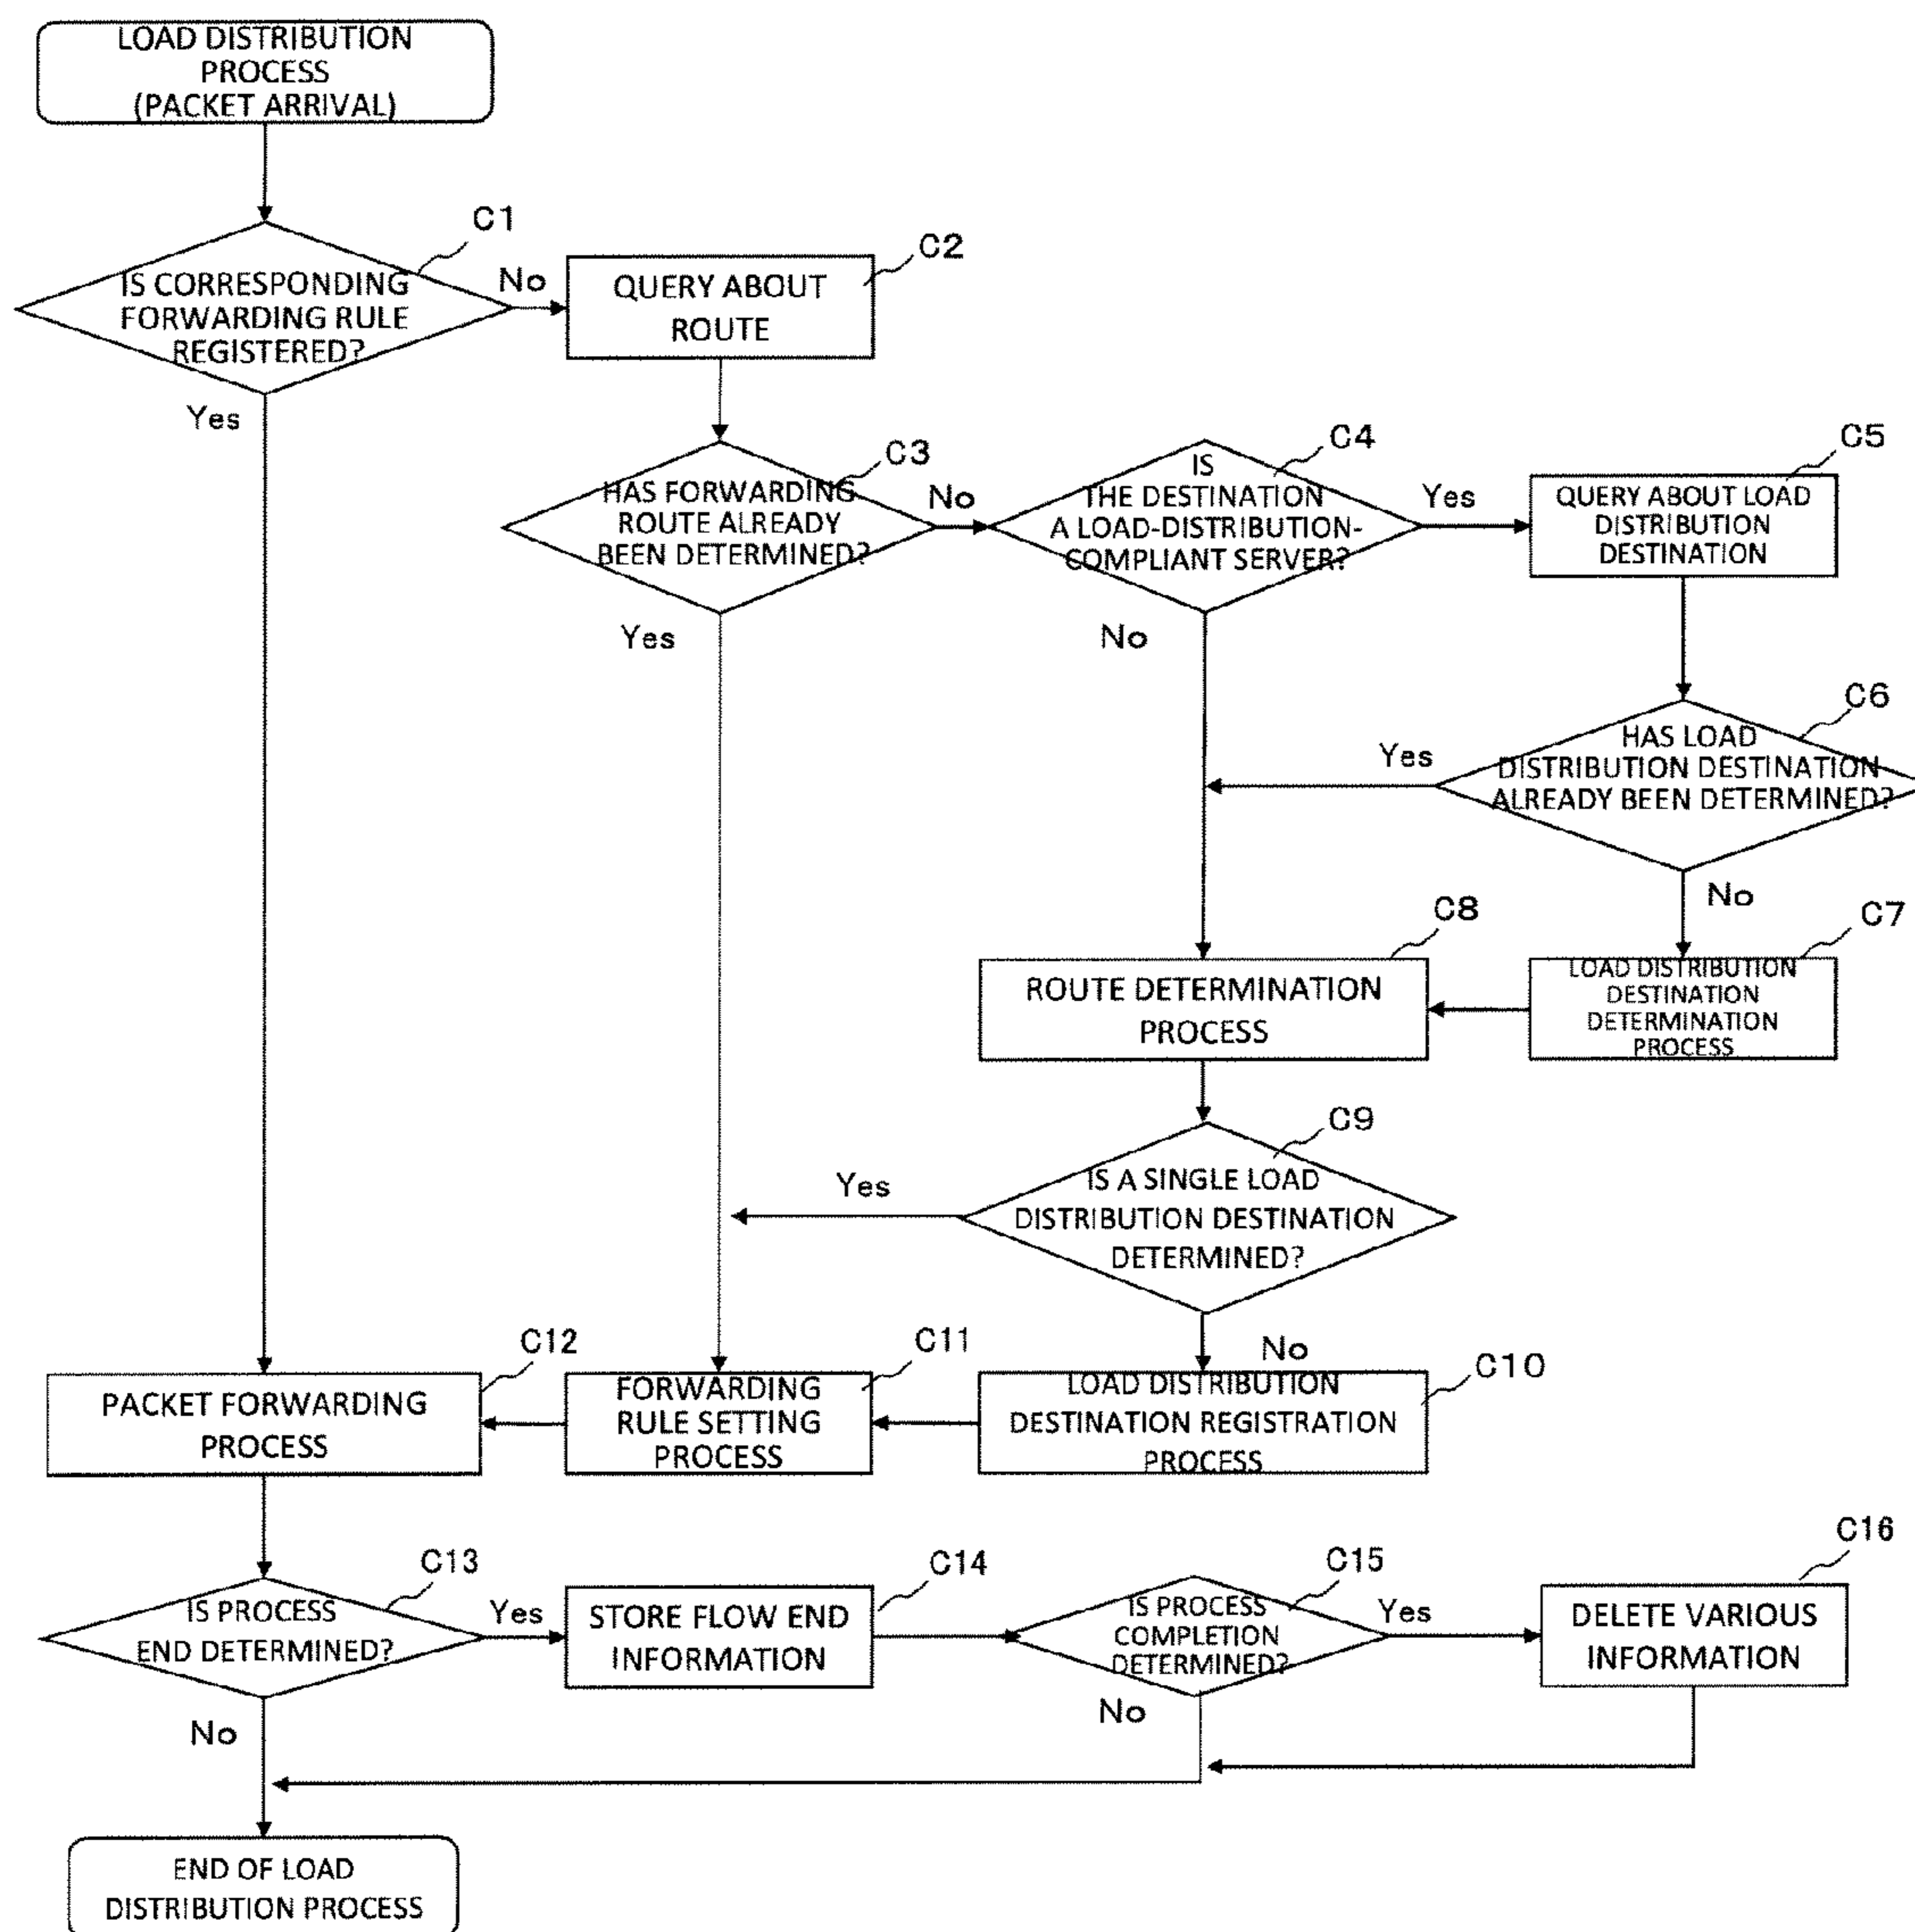 LOAD DISTRIBUTION
PROCESS
(PACKET ARRIVAL)
C1
IS CORRESPONDING
FORWARDING RULE
REGISTERED?
No
Yes
C2
QUERY ABOUT
ROUTE
C3
HAS FORWARDING
ROUTE ALREADY
BEEN DETERMINED?
No
Yes
C4
IS
THE DESTINATION
A LOAD-DISTRIBUTION-
COMPLIANT SERVER?
Yes
No
C5
QUERY ABOUT LOAD
DISTRIBUTION
DESTINATION
C6
HAS LOAD
DISTRIBUTION DESTINATION
ALREADY BEEN DETERMINED?
Yes
No
C7
LOAD DISTRIBUTION
DESTINATION
DETERMINATION
PROCESS
C8
ROUTE DETERMINATION
PROCESS
C9
IS A SINGLE LOAD
DISTRIBUTION DESTINATION
DETERMINED?
Yes
No
C10
LOAD DISTRIBUTION
DESTINATION REGISTRATION
PROCESS
C11
FORWARDING
RULE SETTING
PROCESS
C12
PACKET FORWARDING
PROCESS
C13
IS PROCESS
END DETERMINED?
Yes
No
C14
STORE FLOW END
INFORMATION
C15
IS PROCESS
COMPLETION
DETERMINED?
Yes
No
C16
DELETE VARIOUS
INFORMATION
END OF LOAD
DISTRIBUTION PROCESS